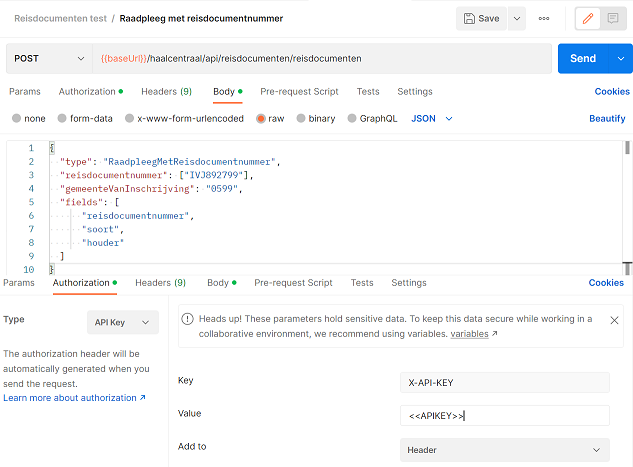 Reisdocumenten test / Raadpleeg met reisdocumentnummer
Save
POST {{baseUrl}}/haalcentraal/api/reisdocumenten/reisdocumenten Send
Params Authorization Headers (9) Body Pre-request Script Tests Settings Cookies
none form-data x-www-form-urlencoded raw binary GraphQL JSON Beautify
1 {
2 "type": "RaadpleegMetReisdocumentnummer",
3 "reisdocumentnummer": ["IVJ892799"],
4 "gemeenteVanInschrijving": "0599",
5 "fields": [
6 "reisdocumentnummer",
7 "soort",
8 "houder"
9 ]
10 }
Params Authorization Headers (9) Body Pre-request Script Tests Settings Cookies
Type API Key
The authorization header will be
automatically generated when you
send the request.
Learn more about authorization ↗
Heads up! These parameters hold sensitive data. To keep this data secure while working in a
collaborative environment, we recommend using variables. variables ↗
Key X-API-KEY
Value <<APIKEY>>
Add to Header